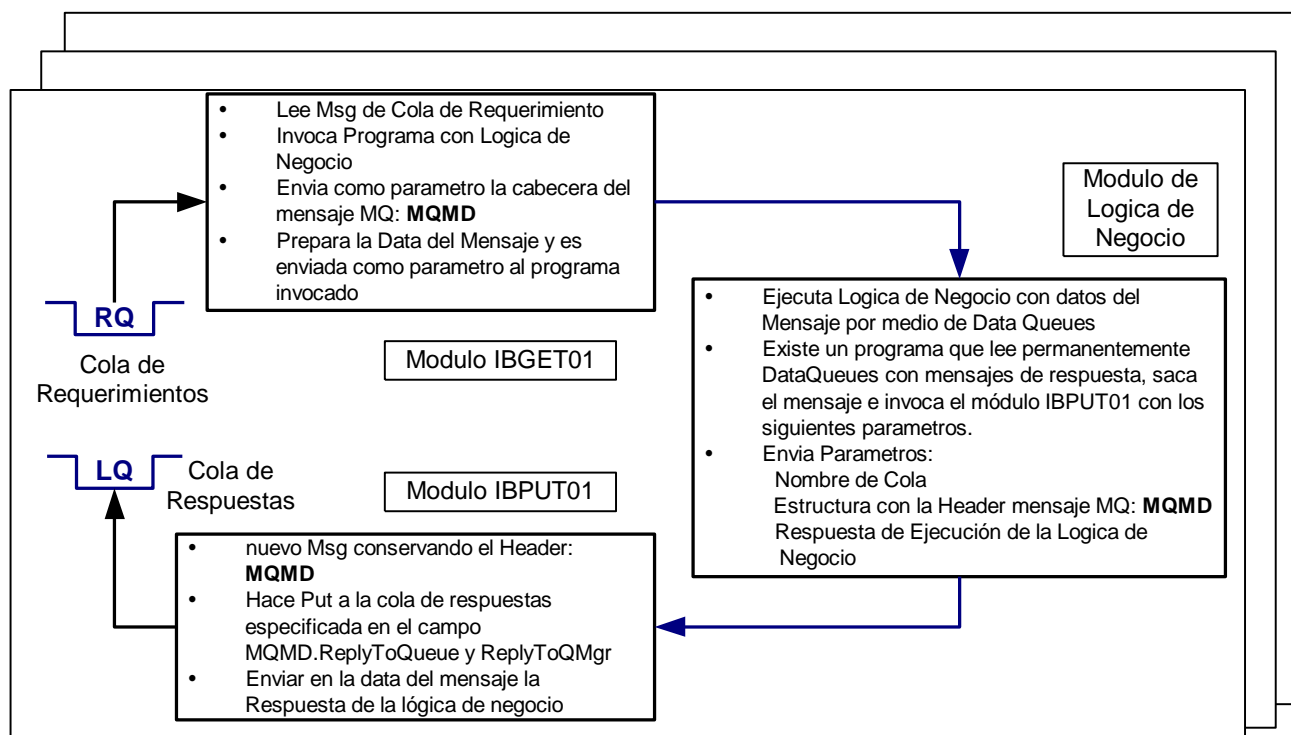 • Lee Msg de Cola de Requerimiento
• Invoca Programa con Logica de
Negocio
• Envia como parametro la cabecera del
mensaje MQ: MQMD
• Prepara la Data del Mensaje y es
enviada como parametro al programa
invocado
Modulo de
Logica de
Negocio
RQ
Cola de
Requerimientos
Modulo IBGET01
• Ejecuta Logica de Negocio con datos del
Mensaje por medio de Data Queues
• Existe un programa que lee permanentemente
DataQueues con mensajes de respuesta, saca
el mensaje e invoca el módulo IBPUT01 con los
siguientes parametros.
• Envia Parametros:
Nombre de Cola
Estructura con la Header mensaje MQ: MQMD
Respuesta de Ejecución de la Logica de
Negocio
LQ
Cola de
Respuestas
Modulo IBPUT01
• nuevo Msg conservando el Header:
MQMD
• Hace Put a la cola de respuestas
especificada en el campo
MQMD.ReplyToQueue y ReplyToQMgr
• Enviar en la data del mensaje la
Respuesta de la lógica de negocio